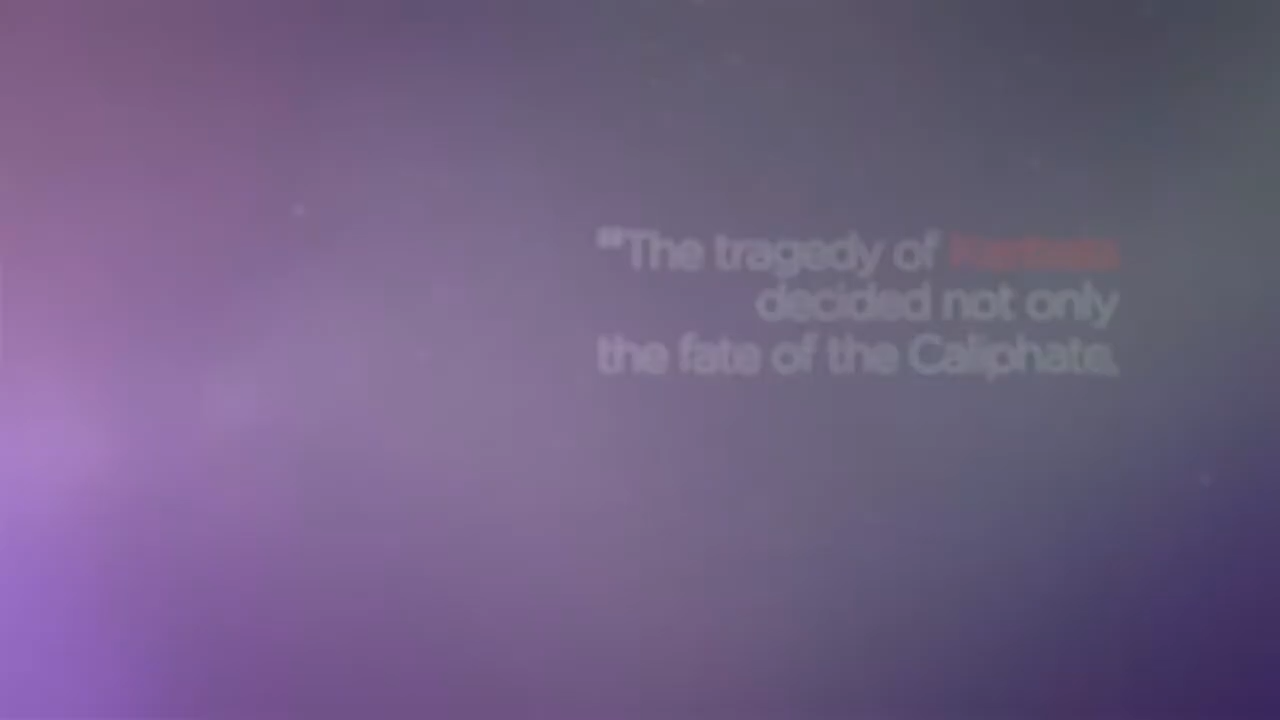 "The tragedy of
decided not only
the fate of the Caliphate,